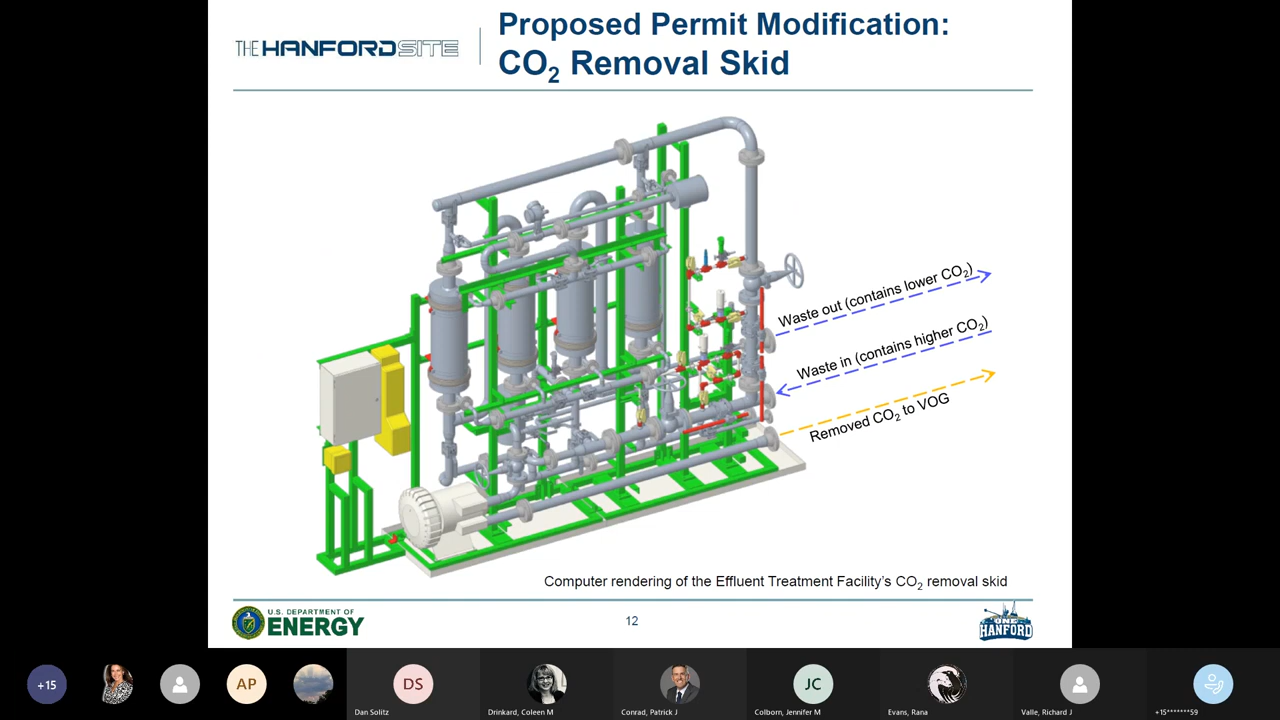 THE HANFORD SITE
Proposed Permit Modification:
CO₂ Removal Skid
Waste out (contains lower CO₂)
Waste in (contains higher CO₂)
Removed CO₂ to VOG
Computer rendering of the Effluent Treatment Facility's CO₂ removal skid
U.S. DEPARTMENT OF
ENERGY
12
ONE
HANFORD
+15
AP
DS
JC
Dan Solitz
Drinkard, Coleen M
Conrad, Patrick J
Colborn, Jennifer M
Evans, Rana
Valle, Richard J
+15*******59